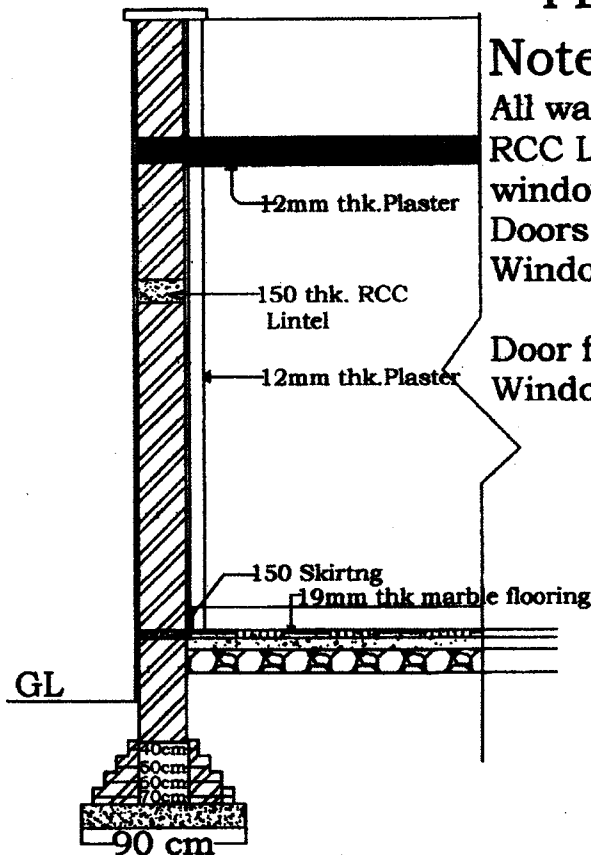 Note
All wa
RCC L
window
Doors
Windo
12mm thk.Plaster
150 thk. RCC
Lintel
Door f
Windo
12mm thk.Plaster
150 Skirtng
19mm thk marble flooring
GL
40cm
50cm
60cm
70cm
90 cm